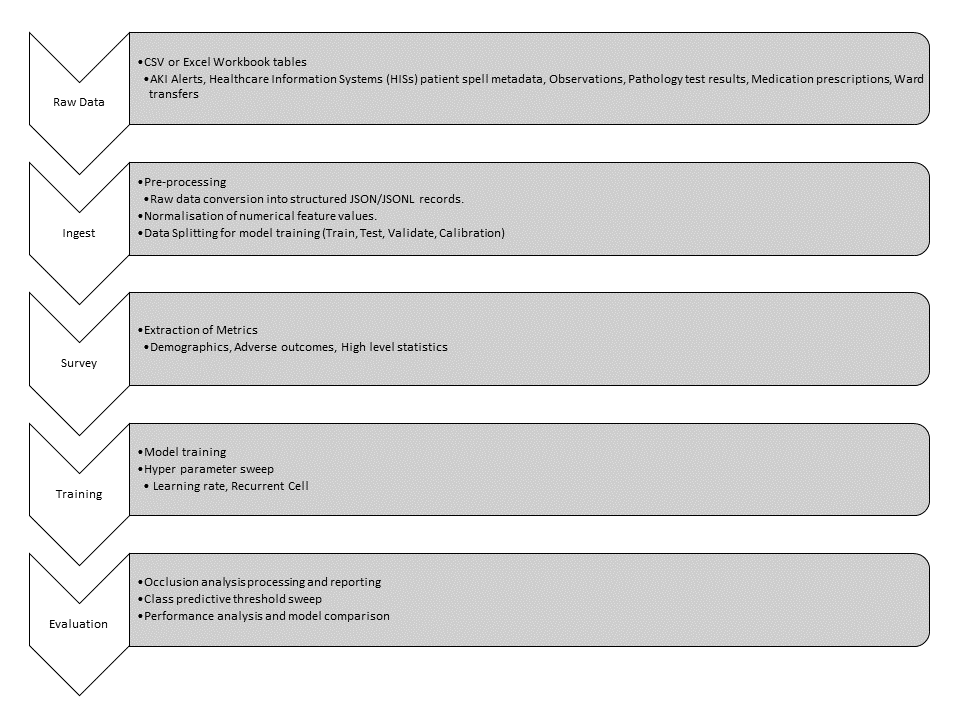 Raw Data
•CSV or Excel Workbook tables
•AKI Alerts, Healthcare Information Systems (HISs) patient spell metadata, Observations, Pathology test results, Medication prescriptions, Ward
transfers
Ingest
•Pre-processing
•Raw data conversion into structured JSON/JSONL records.
•Normalisation of numerical feature values.
•Data Splitting for model training (Train, Test, Validate, Calibration)
Survey
•Extraction of Metrics
•Demographics, Adverse outcomes, High level statistics
Training
•Model training
•Hyper parameter sweep
• Learning rate, Recurrent Cell
Evaluation
•Occlusion analysis processing and reporting
•Class predictive threshold sweep
•Performance analysis and model comparison